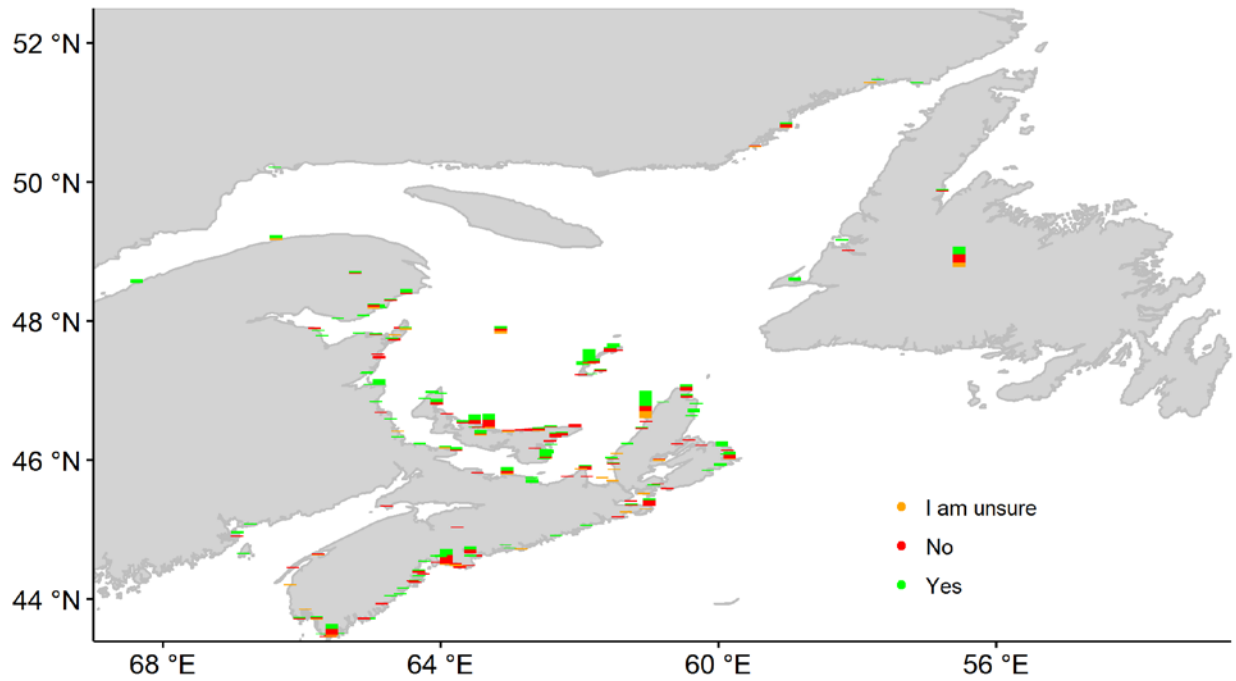 52 °N
50 °N
48 °N
46 °N
44 °N
I am unsure
No
Yes
68 °E
64 °E
60 °E
56 °E